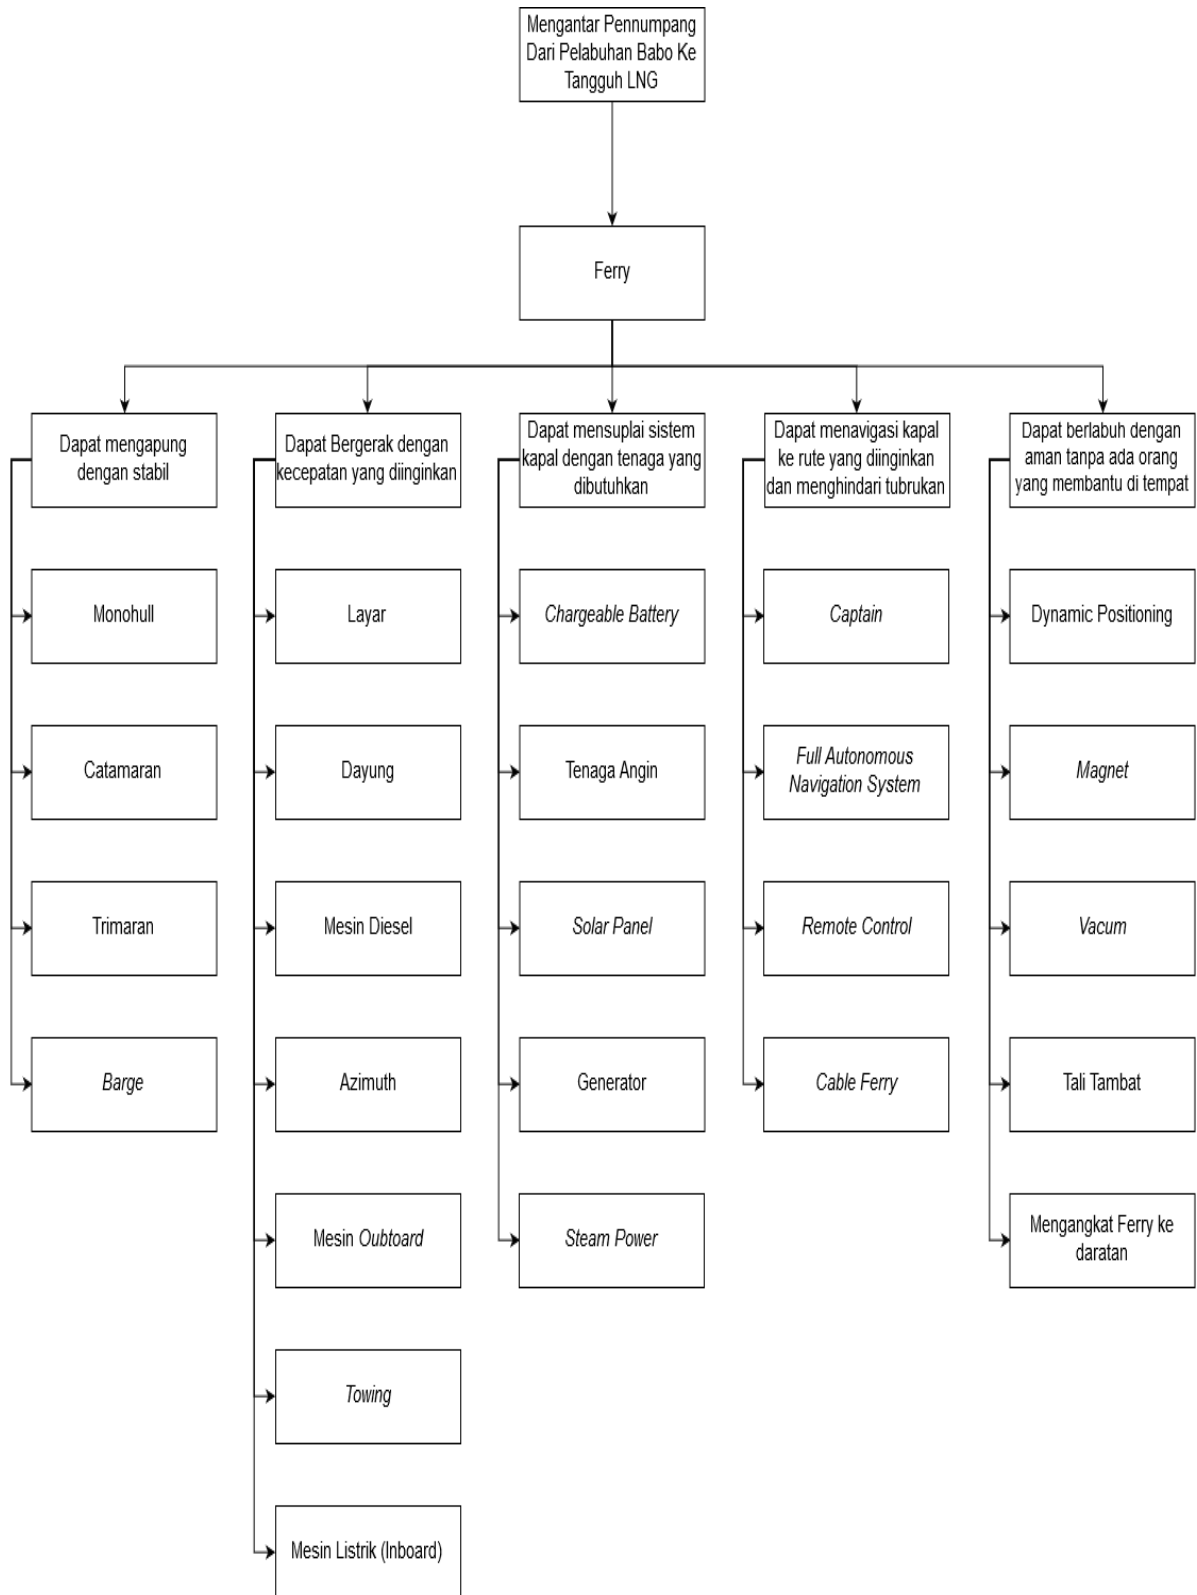 Mengantar Pennumpang
Dari Pelabuhan Babo Ke
Tangguh LNG
Ferry
Dapat mengapung
dengan stabil
Monohull
Catamaran
Trimaran
Barge
Dapat Bergerak dengan
kecepatan yang diinginkan
Layar
Dayung
Mesin Diesel
Azimuth
Mesin Oubtoard
Towing
Mesin Listrik (Inboard)
Dapat mensuplai sistem
kapal dengan tenaga yang
dibutuhkan
Chargeable Battery
Tenaga Angin
Solar Panel
Generator
Steam Power
Dapat menavigasi kapal
ke rute yang diinginkan
dan menghindari tubrukan
Captain
Full Autonomous
Navigation System
Remote Control
Cable Ferry
Dapat berlabuh dengan
aman tanpa ada orang
yang membantu di tempat
Dynamic Positioning
Magnet
Vacum
Tali Tambat
Mengangkat Ferry ke
daratan